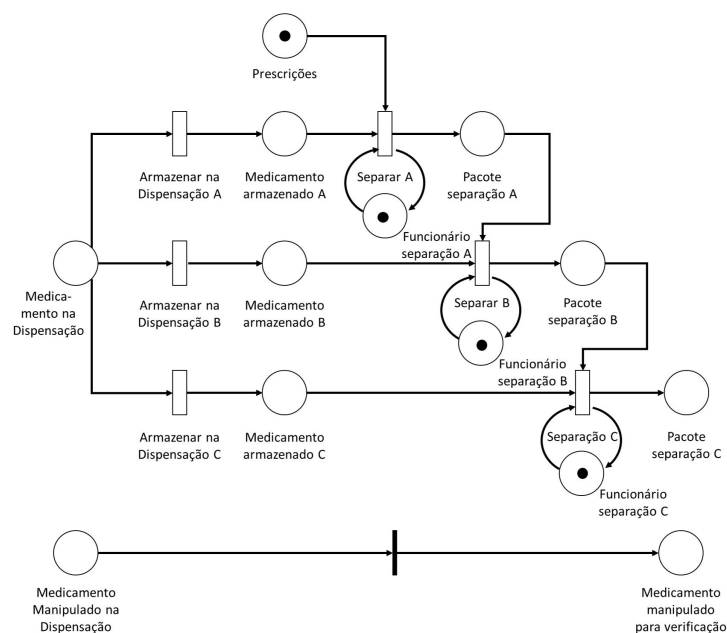 Prescrições
Armazenar na
Dispensação A
Medicamento
armazenado A
Separar A
Pacote
separação A
Funcionário
separação A
Medica-
mento na
Dispensação
Armazenar na
Dispensação B
Medicamento
armazenado B
Separar B
Pacote
separação B
Funcionário
separação B
Armazenar na
Dispensação C
Medicamento
armazenado C
Separação C
Pacote
separação C
Funcionário
separação C
Medicamento
Manipulado na
Dispensação
Medicamento
manipulado
para verificação